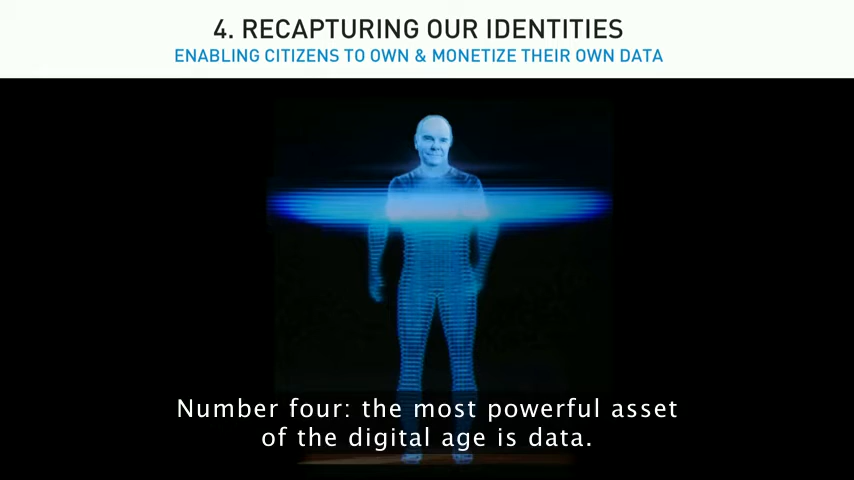 4. RECAPTURING OUR IDENTITIES
ENABLING CITIZENS TO OWN & MONETIZE THEIR OWN DATA
Number four: the most powerful asset
of the digital age is data.